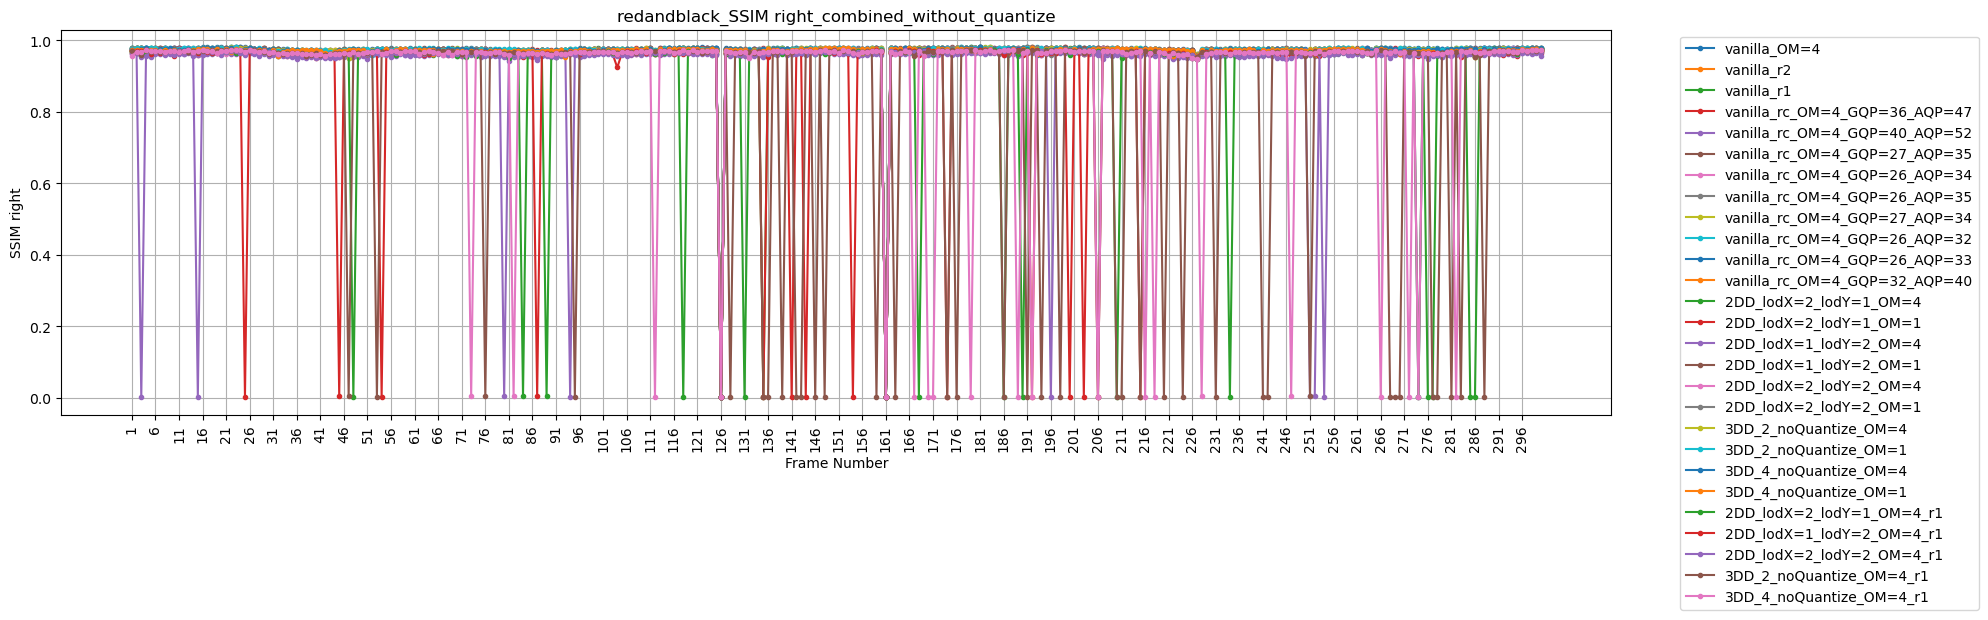 redandblack_SSIM right_combined_without_quantize
SSIM right
1.0
0.8
0.6
0.4
0.2
0.0
1 6 11 16 21 26 31 36 41 46 51 56 61 66 71 76 81 86 91 96 101 106 111 116 121 126 131 136 141 146 151 156 161 166 171 176 181 186 191 196 201 206 211 216 221 226 231 236 241 246 251 256 261 266 271 276 281 286 291 296
Frame Number
vanilla_OM=4
vanilla_r2
vanilla_r1
vanilla_rc_OM=4_GQP=36_AQP=47
vanilla_rc_OM=4_GQP=40_AQP=52
vanilla_rc_OM=4_GQP=27_AQP=35
vanilla_rc_OM=4_GQP=26_AQP=34
vanilla_rc_OM=4_GQP=26_AQP=35
vanilla_rc_OM=4_GQP=27_AQP=34
vanilla_rc_OM=4_GQP=26_AQP=32
vanilla_rc_OM=4_GQP=26_AQP=33
vanilla_rc_OM=4_GQP=32_AQP=40
2DD_lodX=2_lodY=1_OM=4
2DD_lodX=2_lodY=1_OM=1
2DD_lodX=1_lodY=2_OM=4
2DD_lodX=1_lodY=2_OM=1
2DD_lodX=2_lodY=2_OM=4
2DD_lodX=2_lodY=2_OM=1
3DD_2_noQuantize_OM=4
3DD_2_noQuantize_OM=1
3DD_4_noQuantize_OM=4
3DD_4_noQuantize_OM=1
2DD_lodX=2_lodY=1_OM=4_r1
2DD_lodX=1_lodY=2_OM=4_r1
2DD_lodX=2_lodY=2_OM=4_r1
3DD_2_noQuantize_OM=4_r1
3DD_4_noQuantize_OM=4_r1